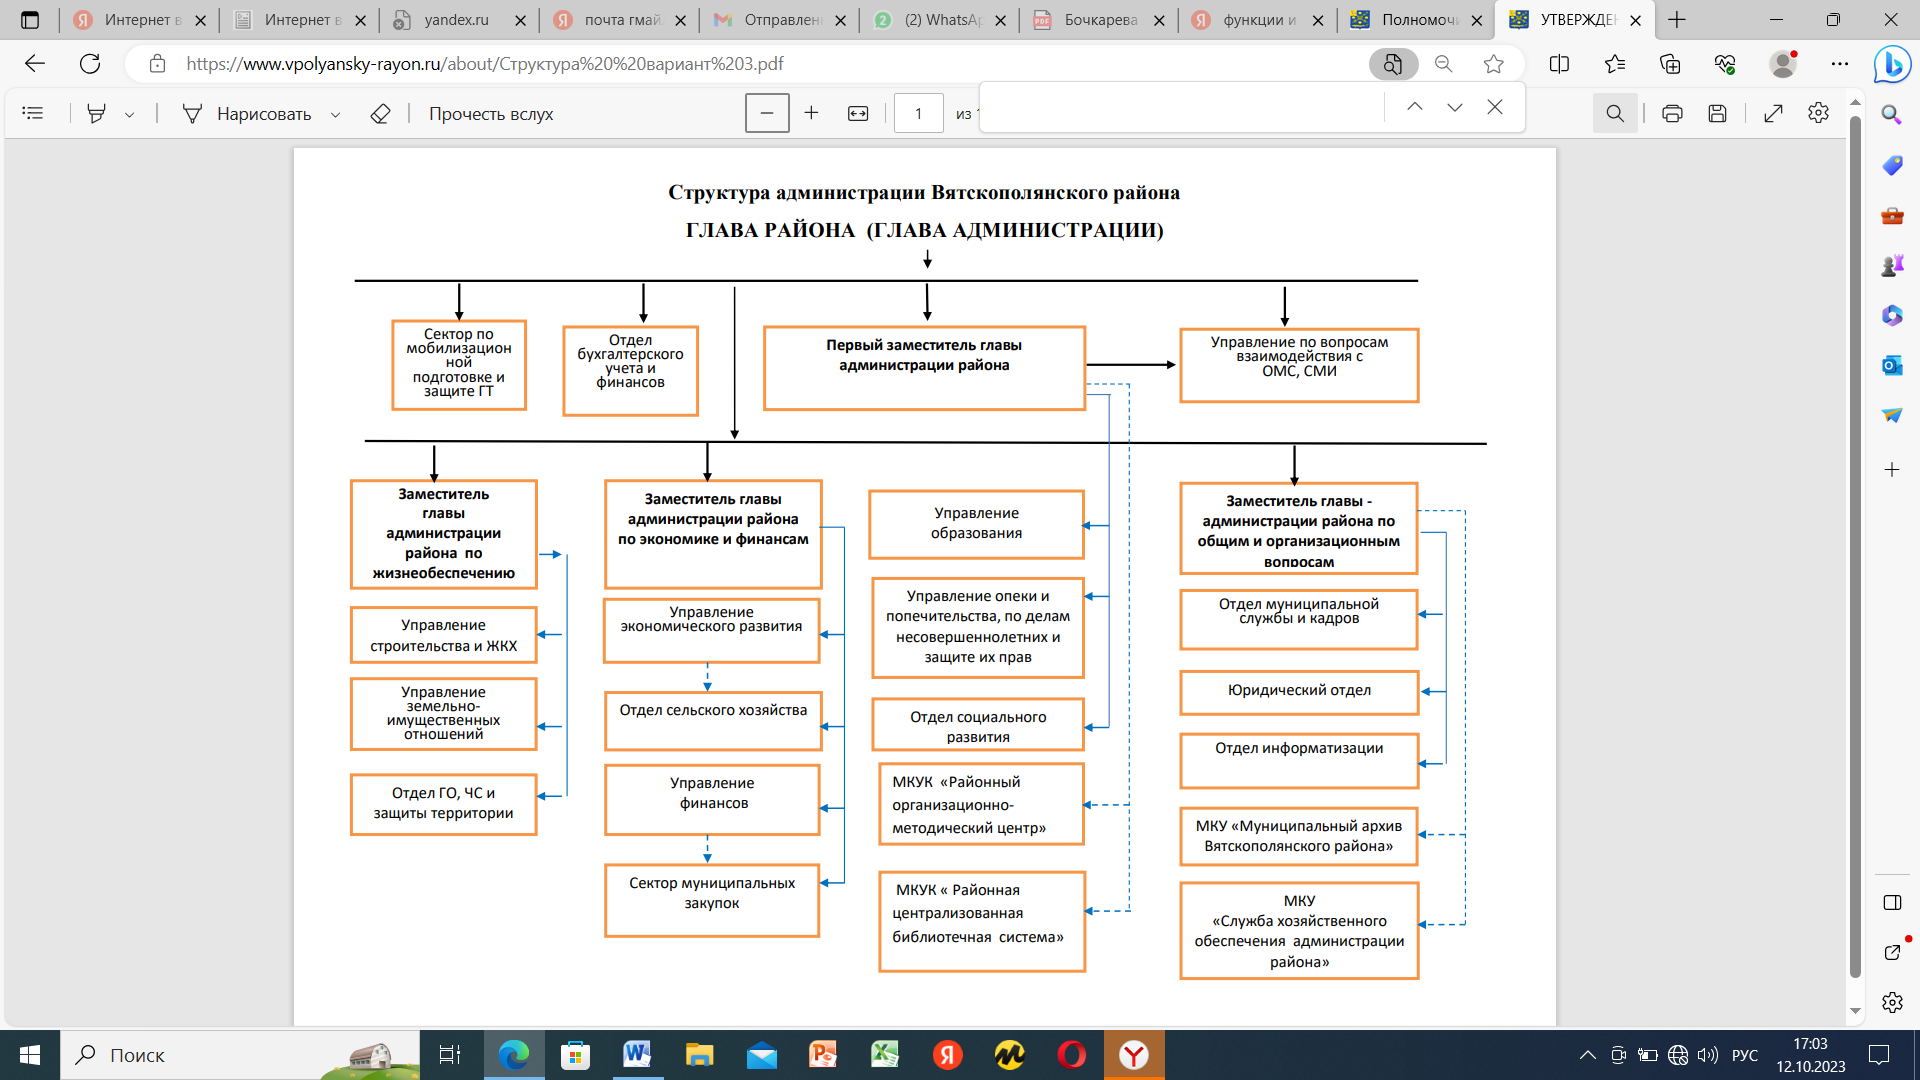 Интернет в
Интернет в
yandex.ru
почта гмай
Отправлен
(2) WhatsAp
Бочкарева
функции и
Полномочи
УТВЕРЖДЕН
https://www.vpolyansky-rayon.ru/about/Структура%20%20вариант%203.pdf
Нарисовать
Прочесть вслух
1
из 1
Структура администрации Вятскополянского района
ГЛАВА РАЙОНА (ГЛАВА АДМИНИСТРАЦИИ)
Сектор по
мобилизацион
ной
подготовке и
защите ГТ
Отдел
бухгалтерского
учета и
финансов
Первый заместитель главы
администрации района
Управление по вопросам
взаимодействия с
ОМС, СМИ
Заместитель
главы
администрации
района по
жизнеобеспечению
Управление
строительства и ЖКХ
Управление
земельно-
имущественных
отношений
Отдел ГО, ЧС и
защиты территории
Заместитель главы
администрации района
по экономике и финансам
Управление
экономического развития
Отдел сельского хозяйства
Управление
финансов
Сектор муниципальных
закупок
Управление
образования
Управление опеки и
попечительства, по делам
несовершеннолетних и
защите их прав
Отдел социального
развития
МКУК «Районный
организационно-
методический центр»
МКУК « Районная
централизованная
библиотечная система»
Заместитель главы -
администрации района по
общим и организационным
вопросам
Отдел муниципальной
службы и кадров
Юридический отдел
Отдел информатизации
МКУ «Муниципальный архив
Вятскополянского района»
МКУ
«Служба хозяйственного
обеспечения администрации
района»
Поиск
РУС
17:03
12.10.2023